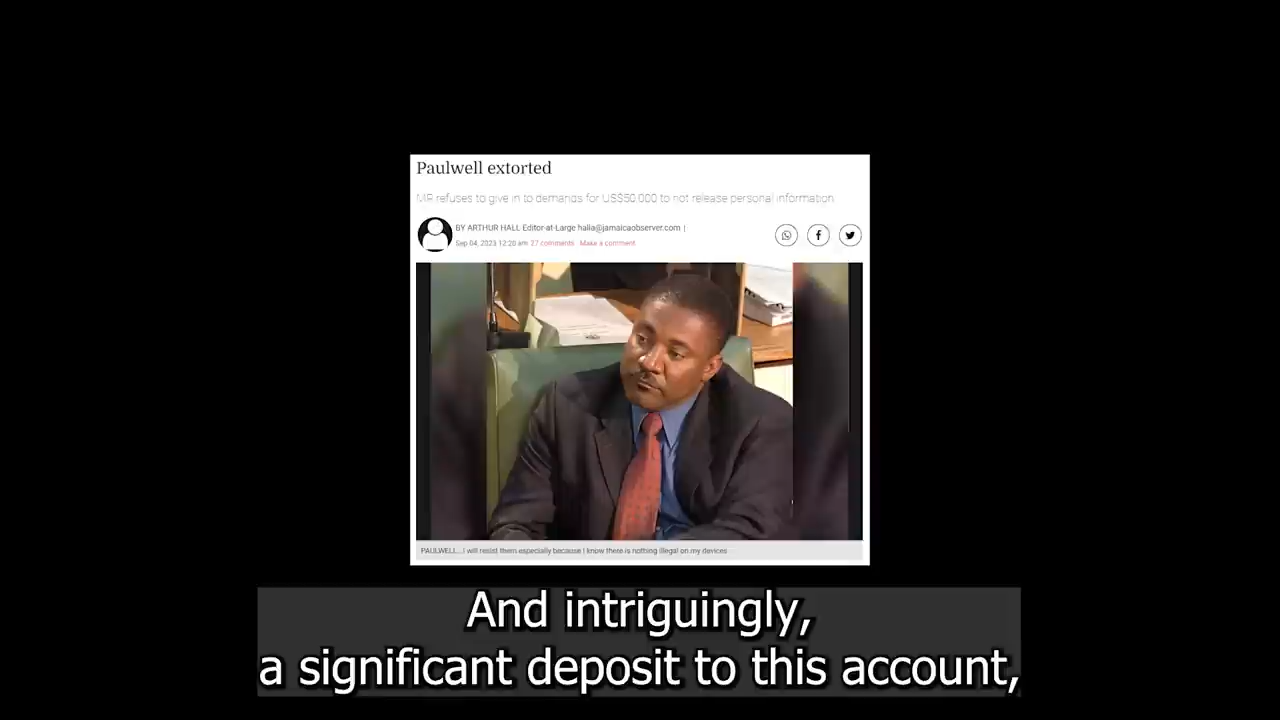 Paulwell extorted
MP refuses to give in to demands for US$50,000 to not release personal information
BY ARTHUR HALL Editor-at-Large halla@jamaicaobserver.com |
Sep 04, 2023 12:20 am 27 comments Make a comment
PAULWELL...I will resist them especially because I know there is nothing illegal on my devices
And intriguingly,
a significant deposit to this account,